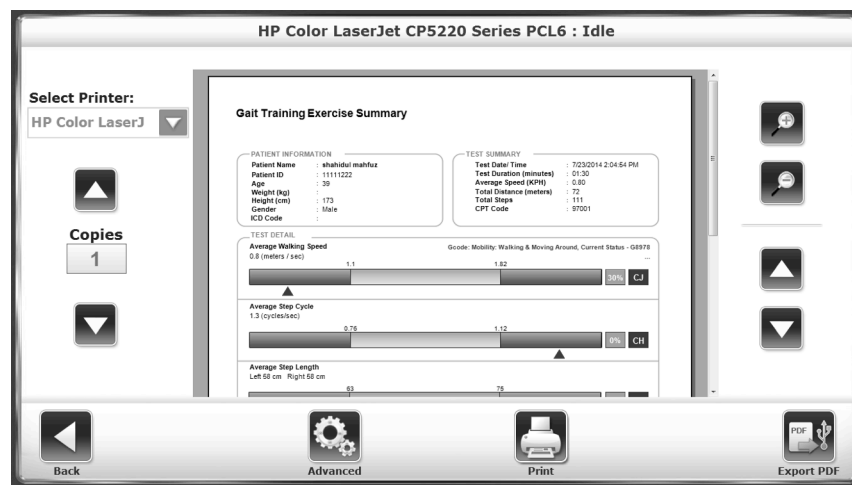 HP Color LaserJet CP5220 Series PCL6 : Idle
Select Printer:
HP Color LaserJ
Copies
1
Gait Training Exercise Summary
PATIENT INFORMATION
Patient Name : shahidul mahfuz
Patient ID : 11111222
Age : 39
Weight (kg) :
Height (cm) : 173
Gender : Male
ICD Code :
TEST SUMMARY
Test Date/ Time : 7/23/2014 2:04:54 PM
Test Duration (minutes) : 01:30
Average Speed (KPH) : 0.80
Total Distance (meters) : 72
Total Steps : 111
CPT Code : 97001
TEST DETAIL
Average Walking Speed
0.8 (meters / sec)
Gcode: Mobility: Walking & Moving Around, Current Status - G8978
...
1.1 1.82
30% CJ
Average Step Cycle
1.3 (cycles/sec)
0.76 1.12
0% CH
Average Step Length
Left 58 cm Right 58 cm
63 75
Back
Advanced
Print
PDF
Export PDF